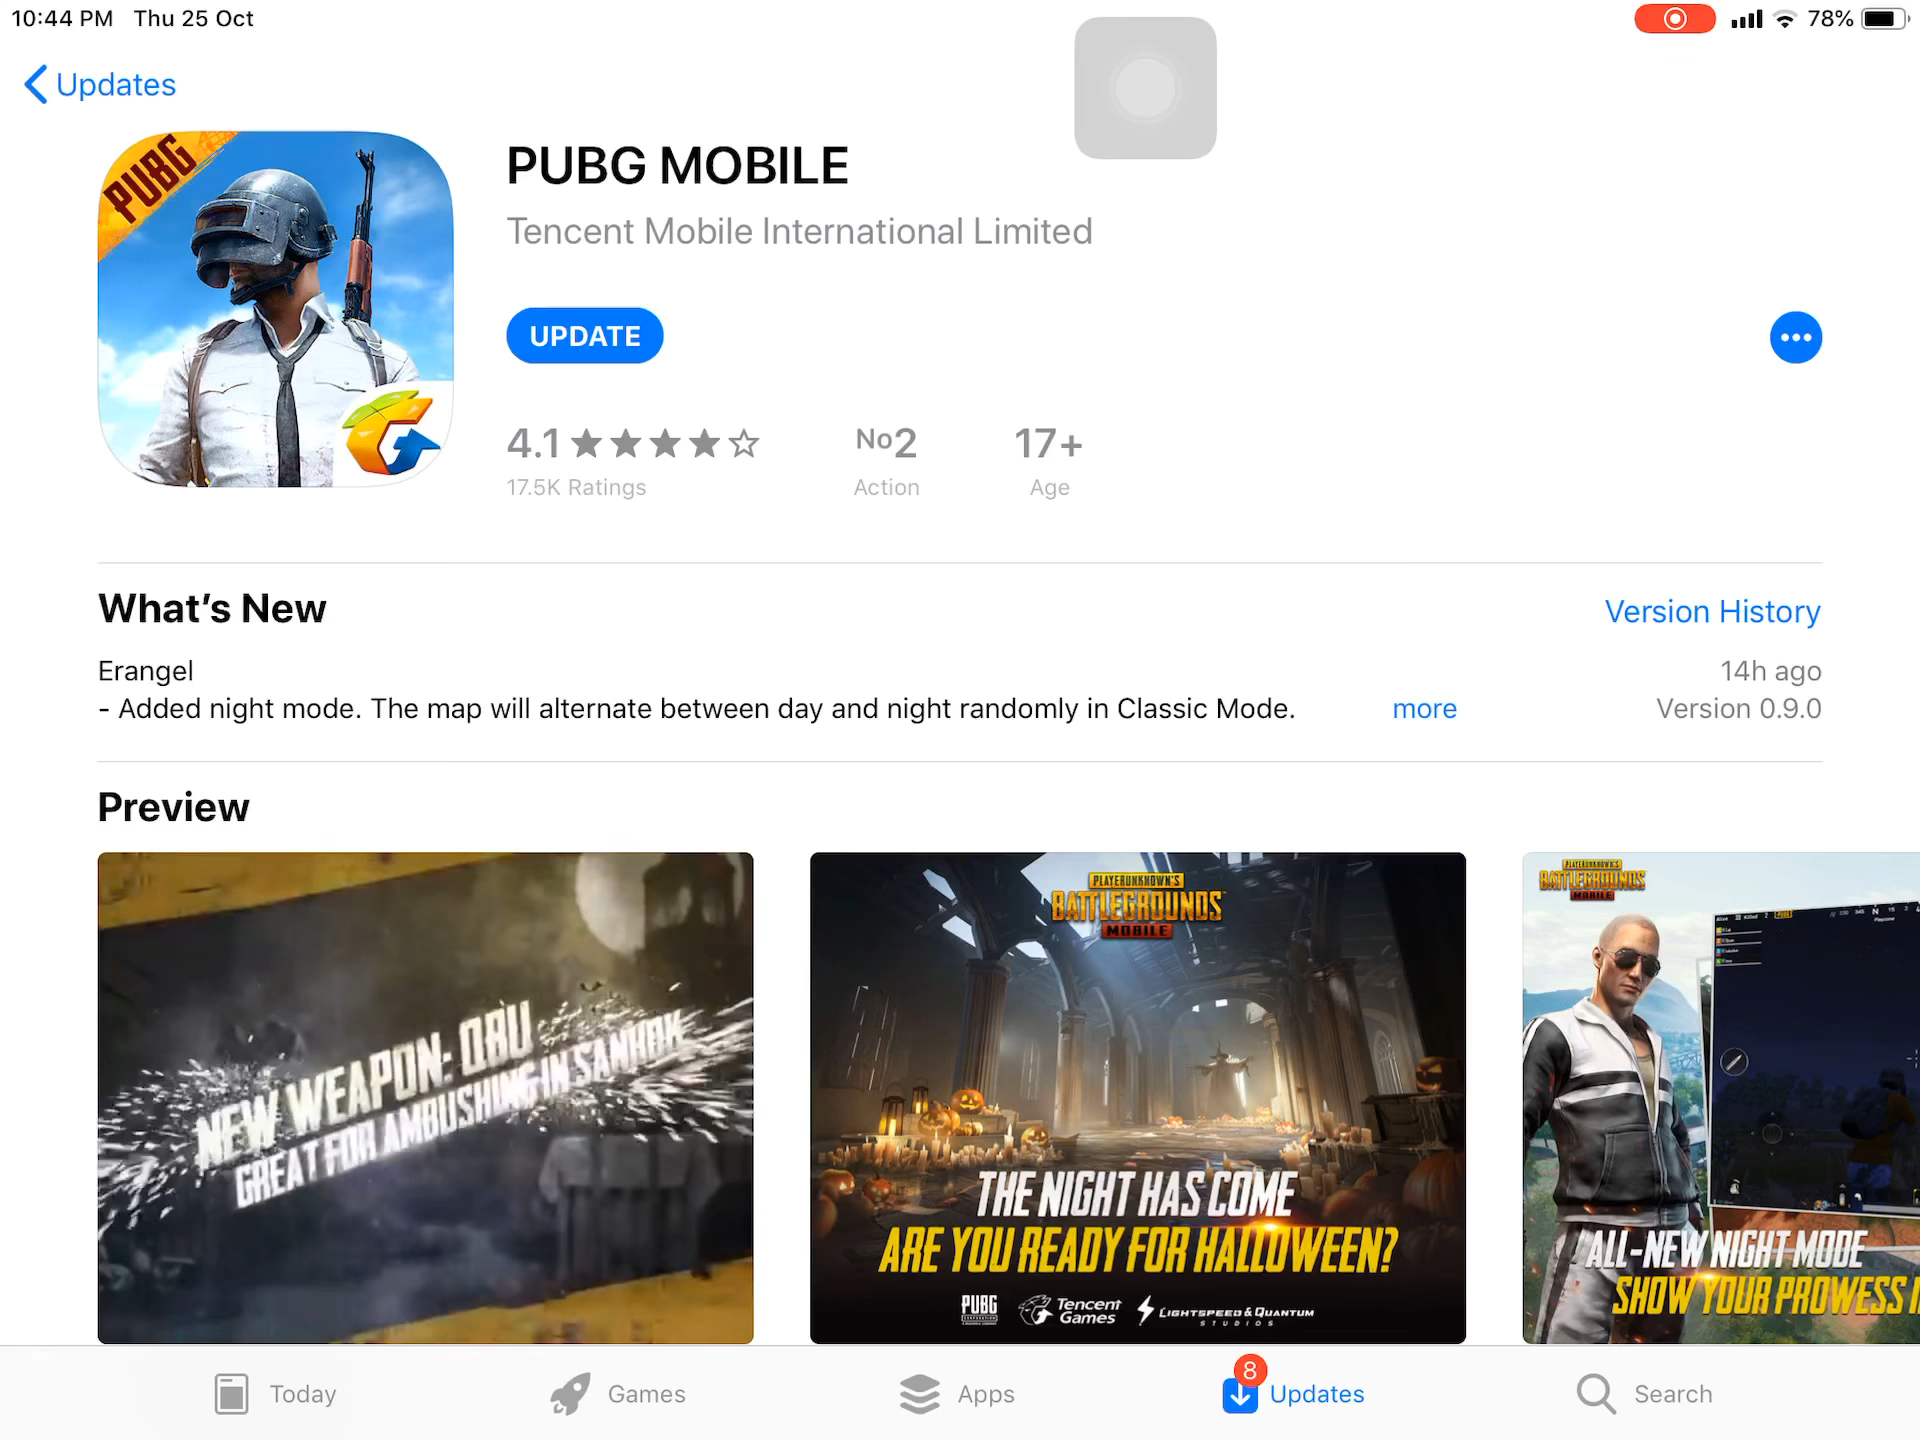 10:44 PM Thu 25 Oct
78%
Updates
PUBG
PUBG MOBILE
Tencent Mobile International Limited
UPDATE
4.1
17.5K Ratings
No2
Action
17+
Age
What's New
Version History
Erangel
14h ago
- Added night mode. The map will alternate between day and night randomly in Classic Mode.
more
Version 0.9.0
Preview
NEW WEAPON: QBU
GREAT FOR AMBUSHING IN SANHOK
PLAYERUNKNOWN'S
BATTLEGROUNDS
MOBILE
THE NIGHT HAS COME
ARE YOU READY FOR HALLOWEEN?
PUBG
Tencent
Games
LIGHTSPEED & QUANTUM
STUDIOS
PLAYERUNKNOWN'S
BATTLEGROUNDS
MOBILE
ALL-NEW NIGHT MODE
SHOW YOUR PROWESS
Today
Games
Apps
8
Updates
Search